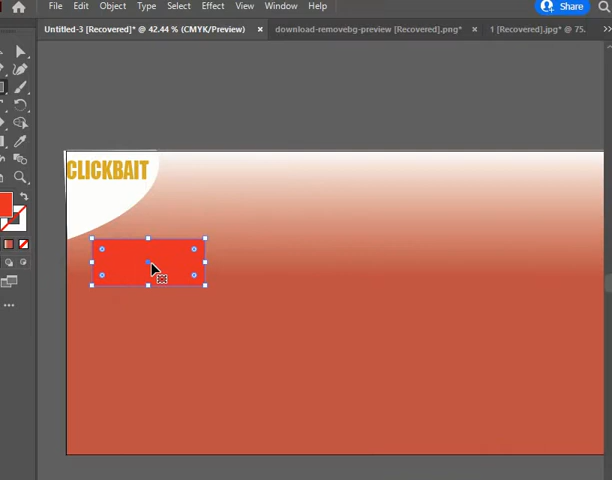 File Object Type Select Effect View Window Help Share
Untitled-3 [Recovered]* @ 42.44 % (CMYK/Preview) × download-removebg-preview [Recovered].png* × 1 [Recovered].jpg* @ 75.
CLICKBAIT